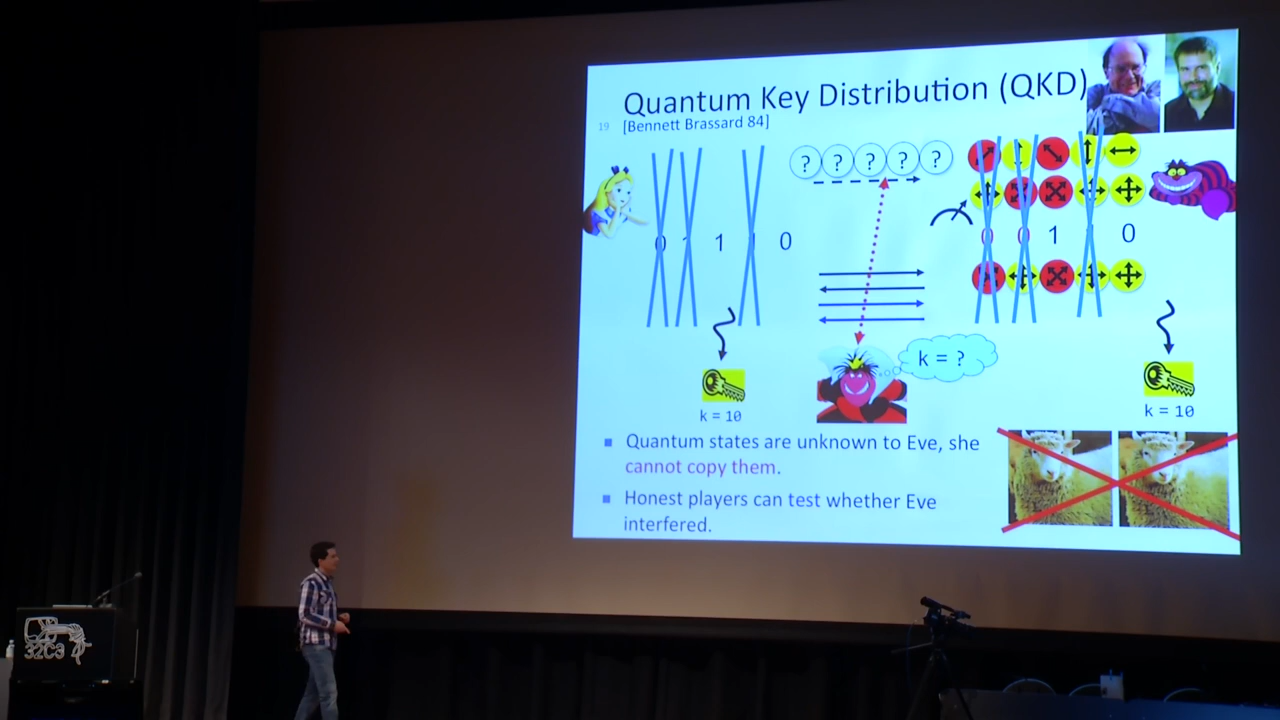 Quantum Key Distribution (QKD)
19 [Bennett Brassard 84]
? ? ? ? ?
0 1 0
0 0 1 0
k = ?
k = 10
k = 10
Quantum states are unknown to Eve, she
cannot copy them.
Honest players can test whether Eve
interfered.
32C3